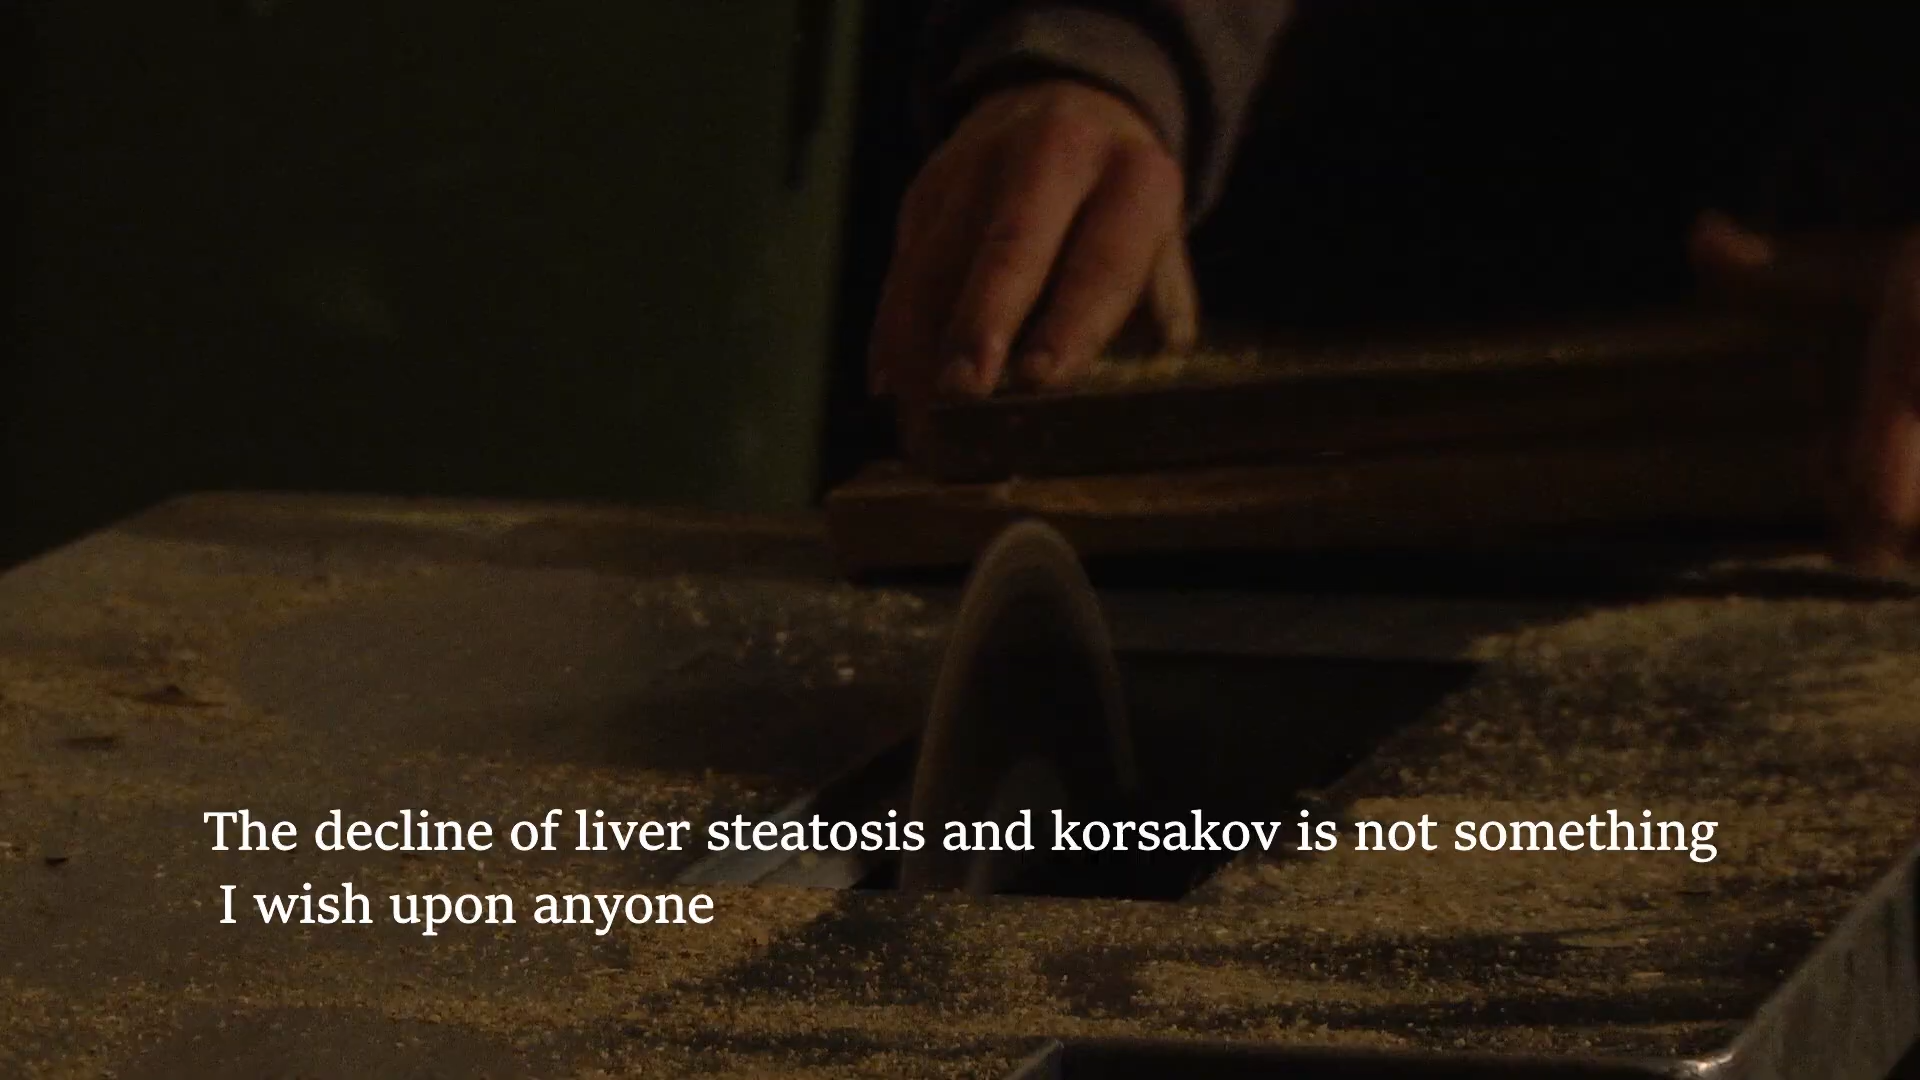 The decline of liver steatosis and korsakov is not something
I wish upon anyone